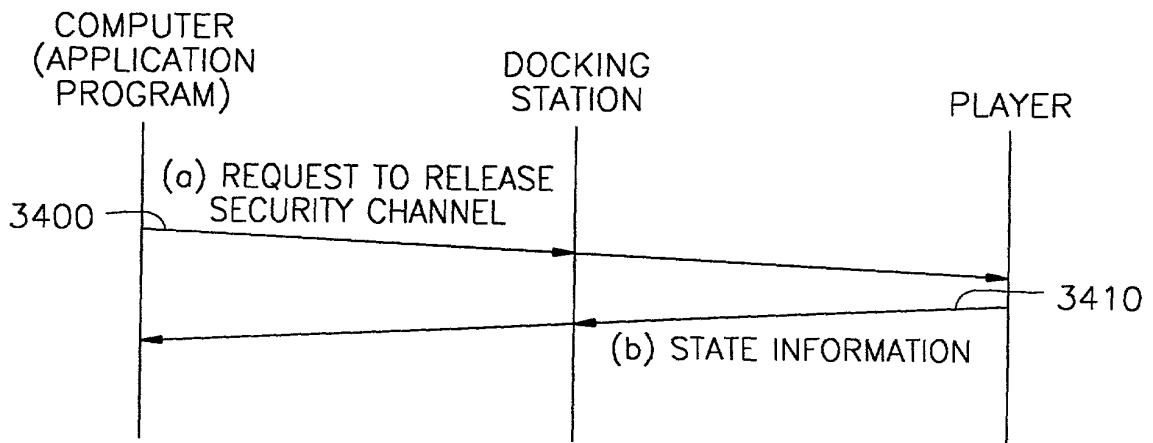 COMPUTER
(APPLICATION
PROGRAM)
DOCKING
STATION
PLAYER
(a) REQUEST TO RELEASE
SECURITY CHANNEL
3400
3410
(b) STATE INFORMATION